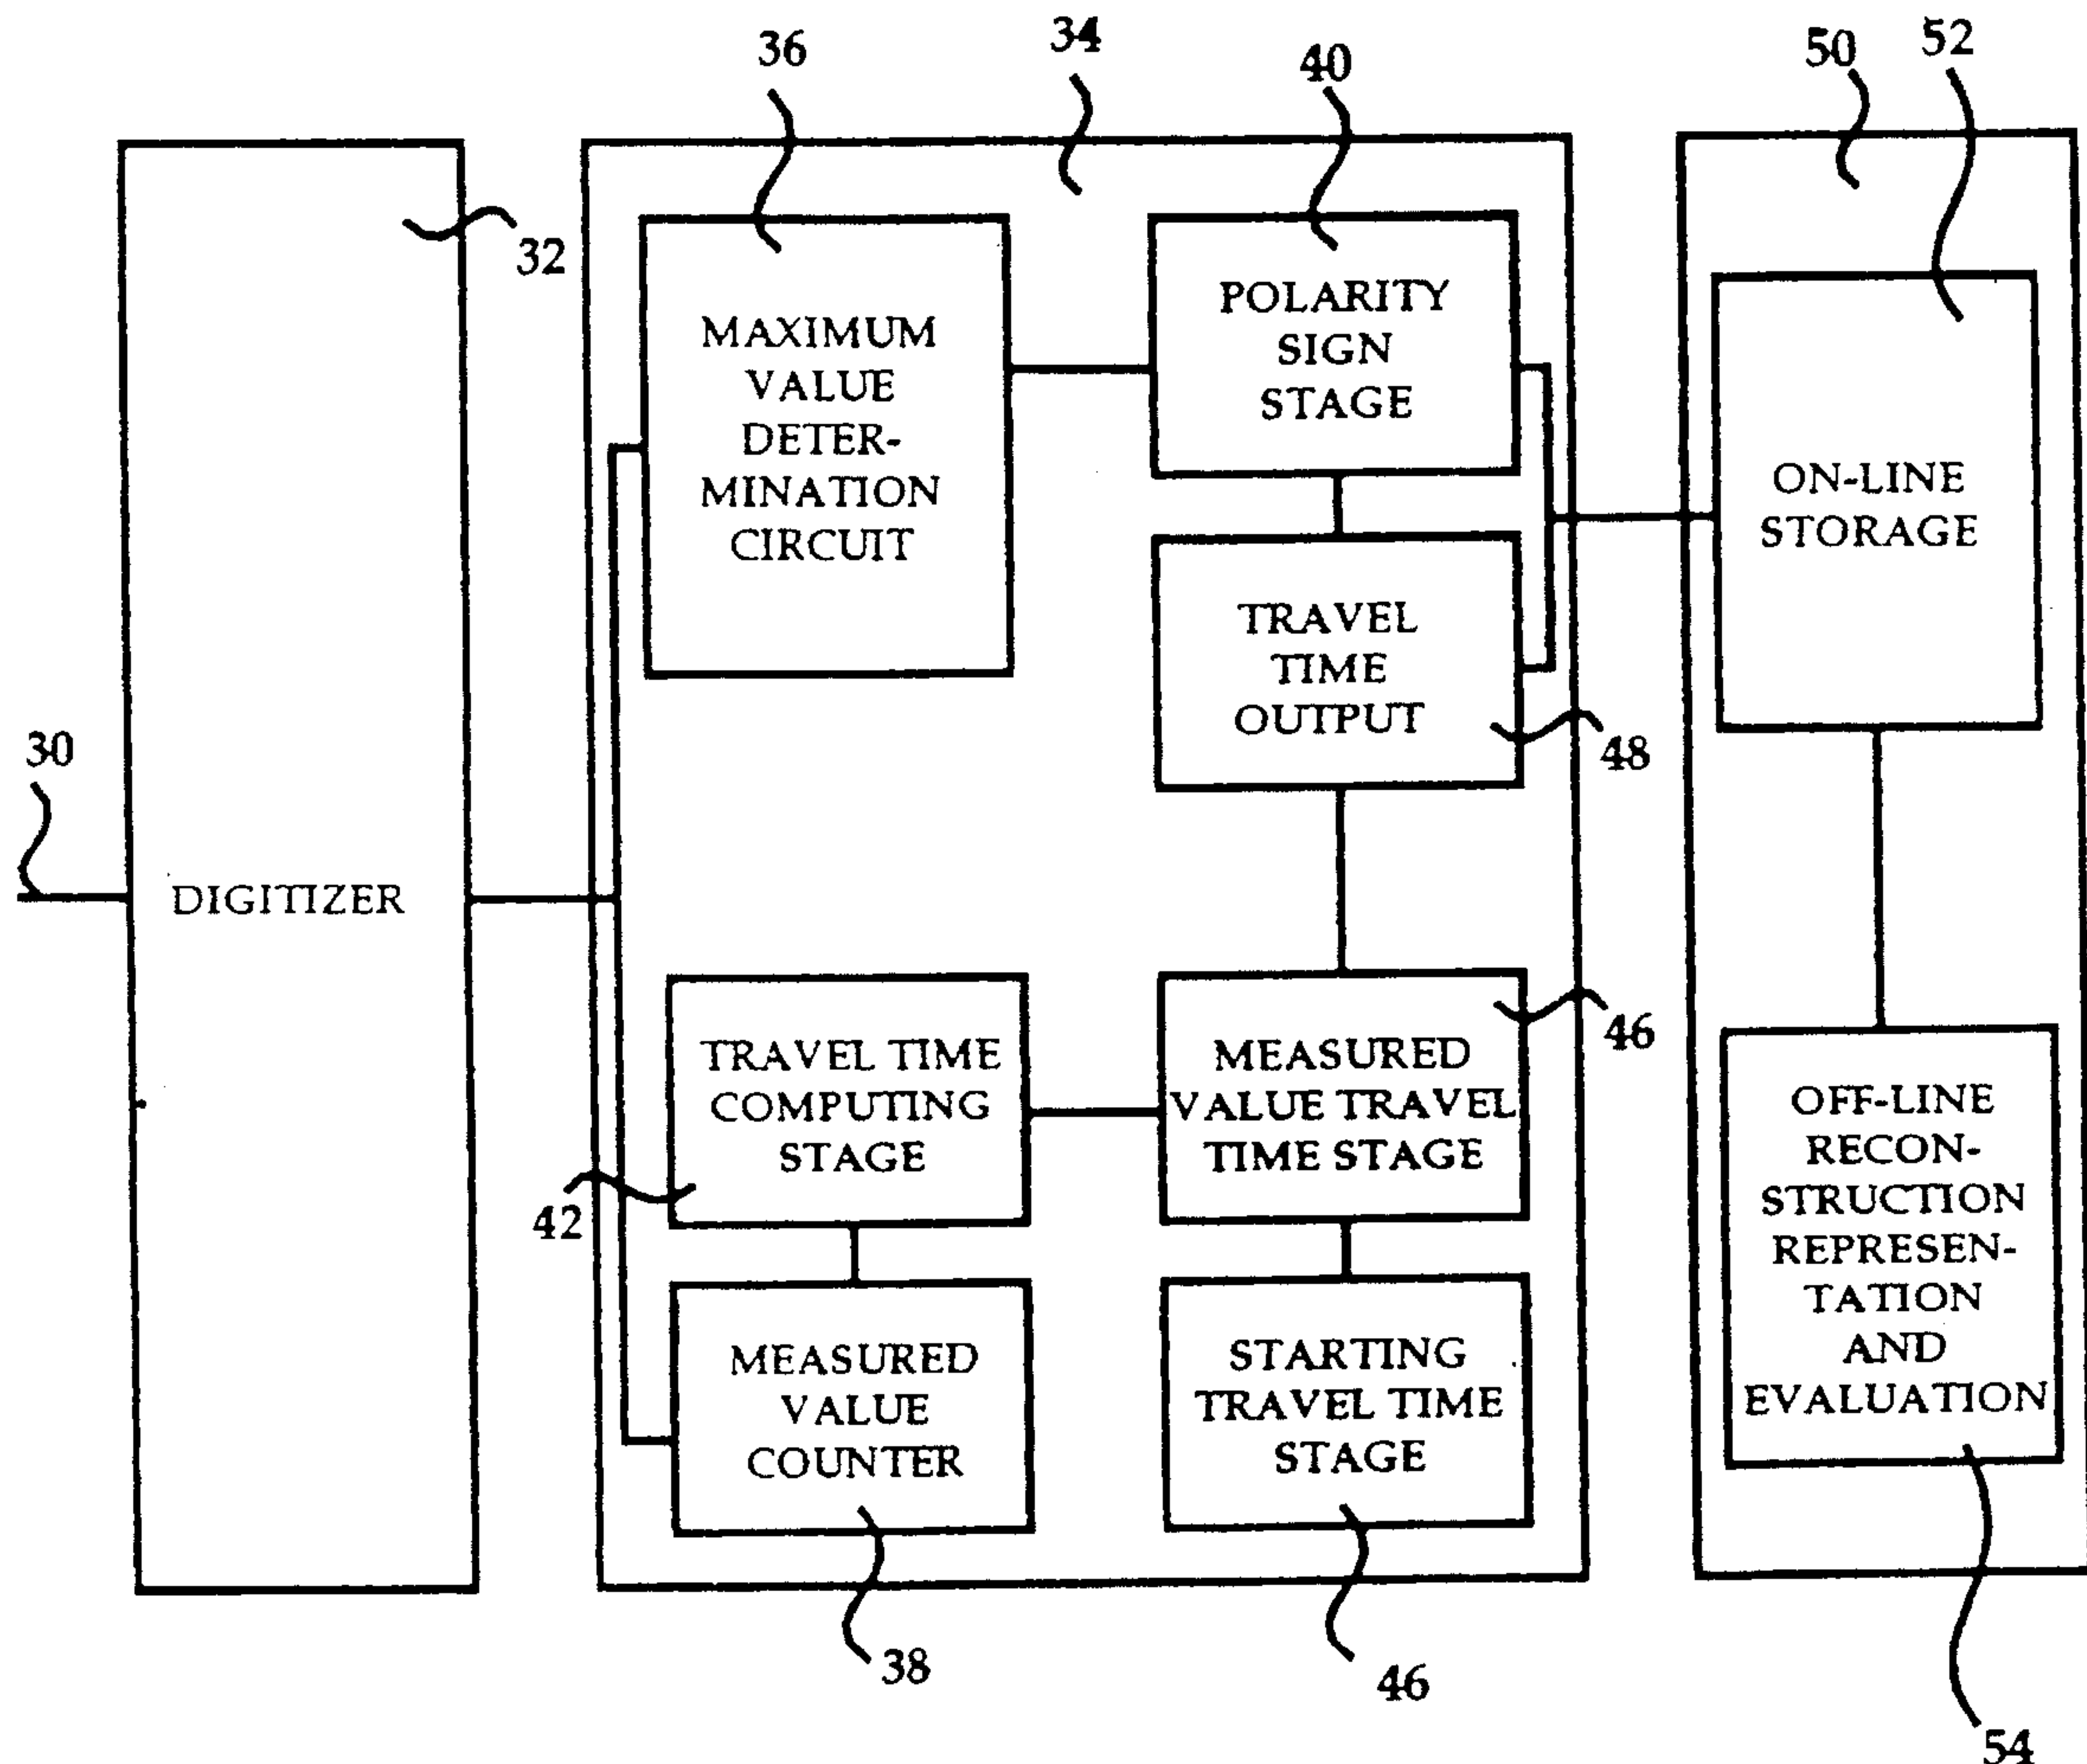 36
34
40
50
52
32
MAXIMUM
VALUE
DETER-
MINATION
CIRCUIT
POLARITY
SIGN
STAGE
ON-LINE
STORAGE
TRAVEL
TIME
OUTPUT
48
30
DIGITIZER
TRAVEL TIME
COMPUTING
STAGE
42
MEASURED
VALUE TRAVEL
TIME STAGE
46
OFF-LINE
RECON-
STRUCTION
REPRESEN-
TATION
AND
EVALUATION
MEASURED
VALUE
COUNTER
STARTING
TRAVEL TIME
STAGE
38
46
54